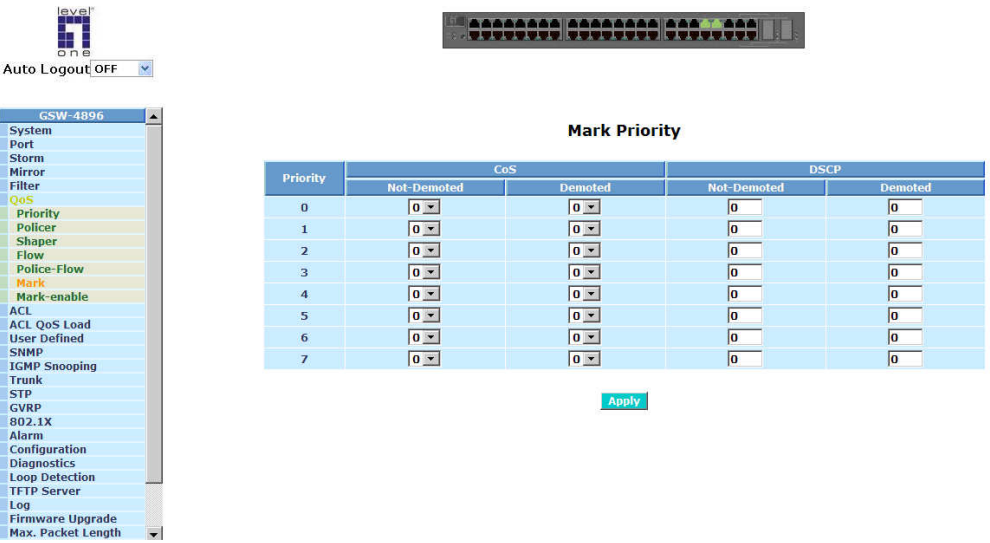 level
one
Auto Logout OFF
GSW-4896
System
Port
Storm
Mirror
Filter
QoS
Priority
Policer
Shaper
Flow
Police-Flow
Mark
Mark-enable
ACL
ACL QoS Load
User Defined
SNMP
IGMP Snooping
Trunk
STP
GVRP
802.1X
Alarm
Configuration
Diagnostics
Loop Detection
TFTP Server
Log
Firmware Upgrade
Max. Packet Length
Mark Priority
Priority CoS DSCP
Not-Demoted Demoted Not-Demoted Demoted
0 0 0 0 0
1 0 0 0 0
2 0 0 0 0
3 0 0 0 0
4 0 0 0 0
5 0 0 0 0
6 0 0 0 0
7 0 0 0 0
Apply